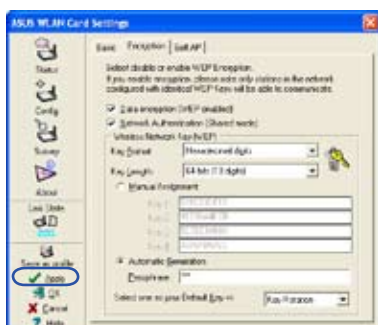 ASUS WLAN Card Settings
Status
Config
Survey
About
Link State
Apply
OK
Cancel
Help
Basic
Encryption
Soft AP
Select disable or enable WEP Encryption.
If you enable encryption, please note only stations in the network
configured with identical WEP Keys will be able to communicate.
Data encryption (WEP enabled)
Network Authentication (Shared mode)
Wireless Network Key (WEP)
Key Format: Hexadecimal digits
Key Length: 64 bits (10 digits)
Manual Assignment
Key 1:
Key 2:
Key 3:
Key 4:
Automatic Generation
Passphrase:
Select one as your Default Key =>
Key Rotation